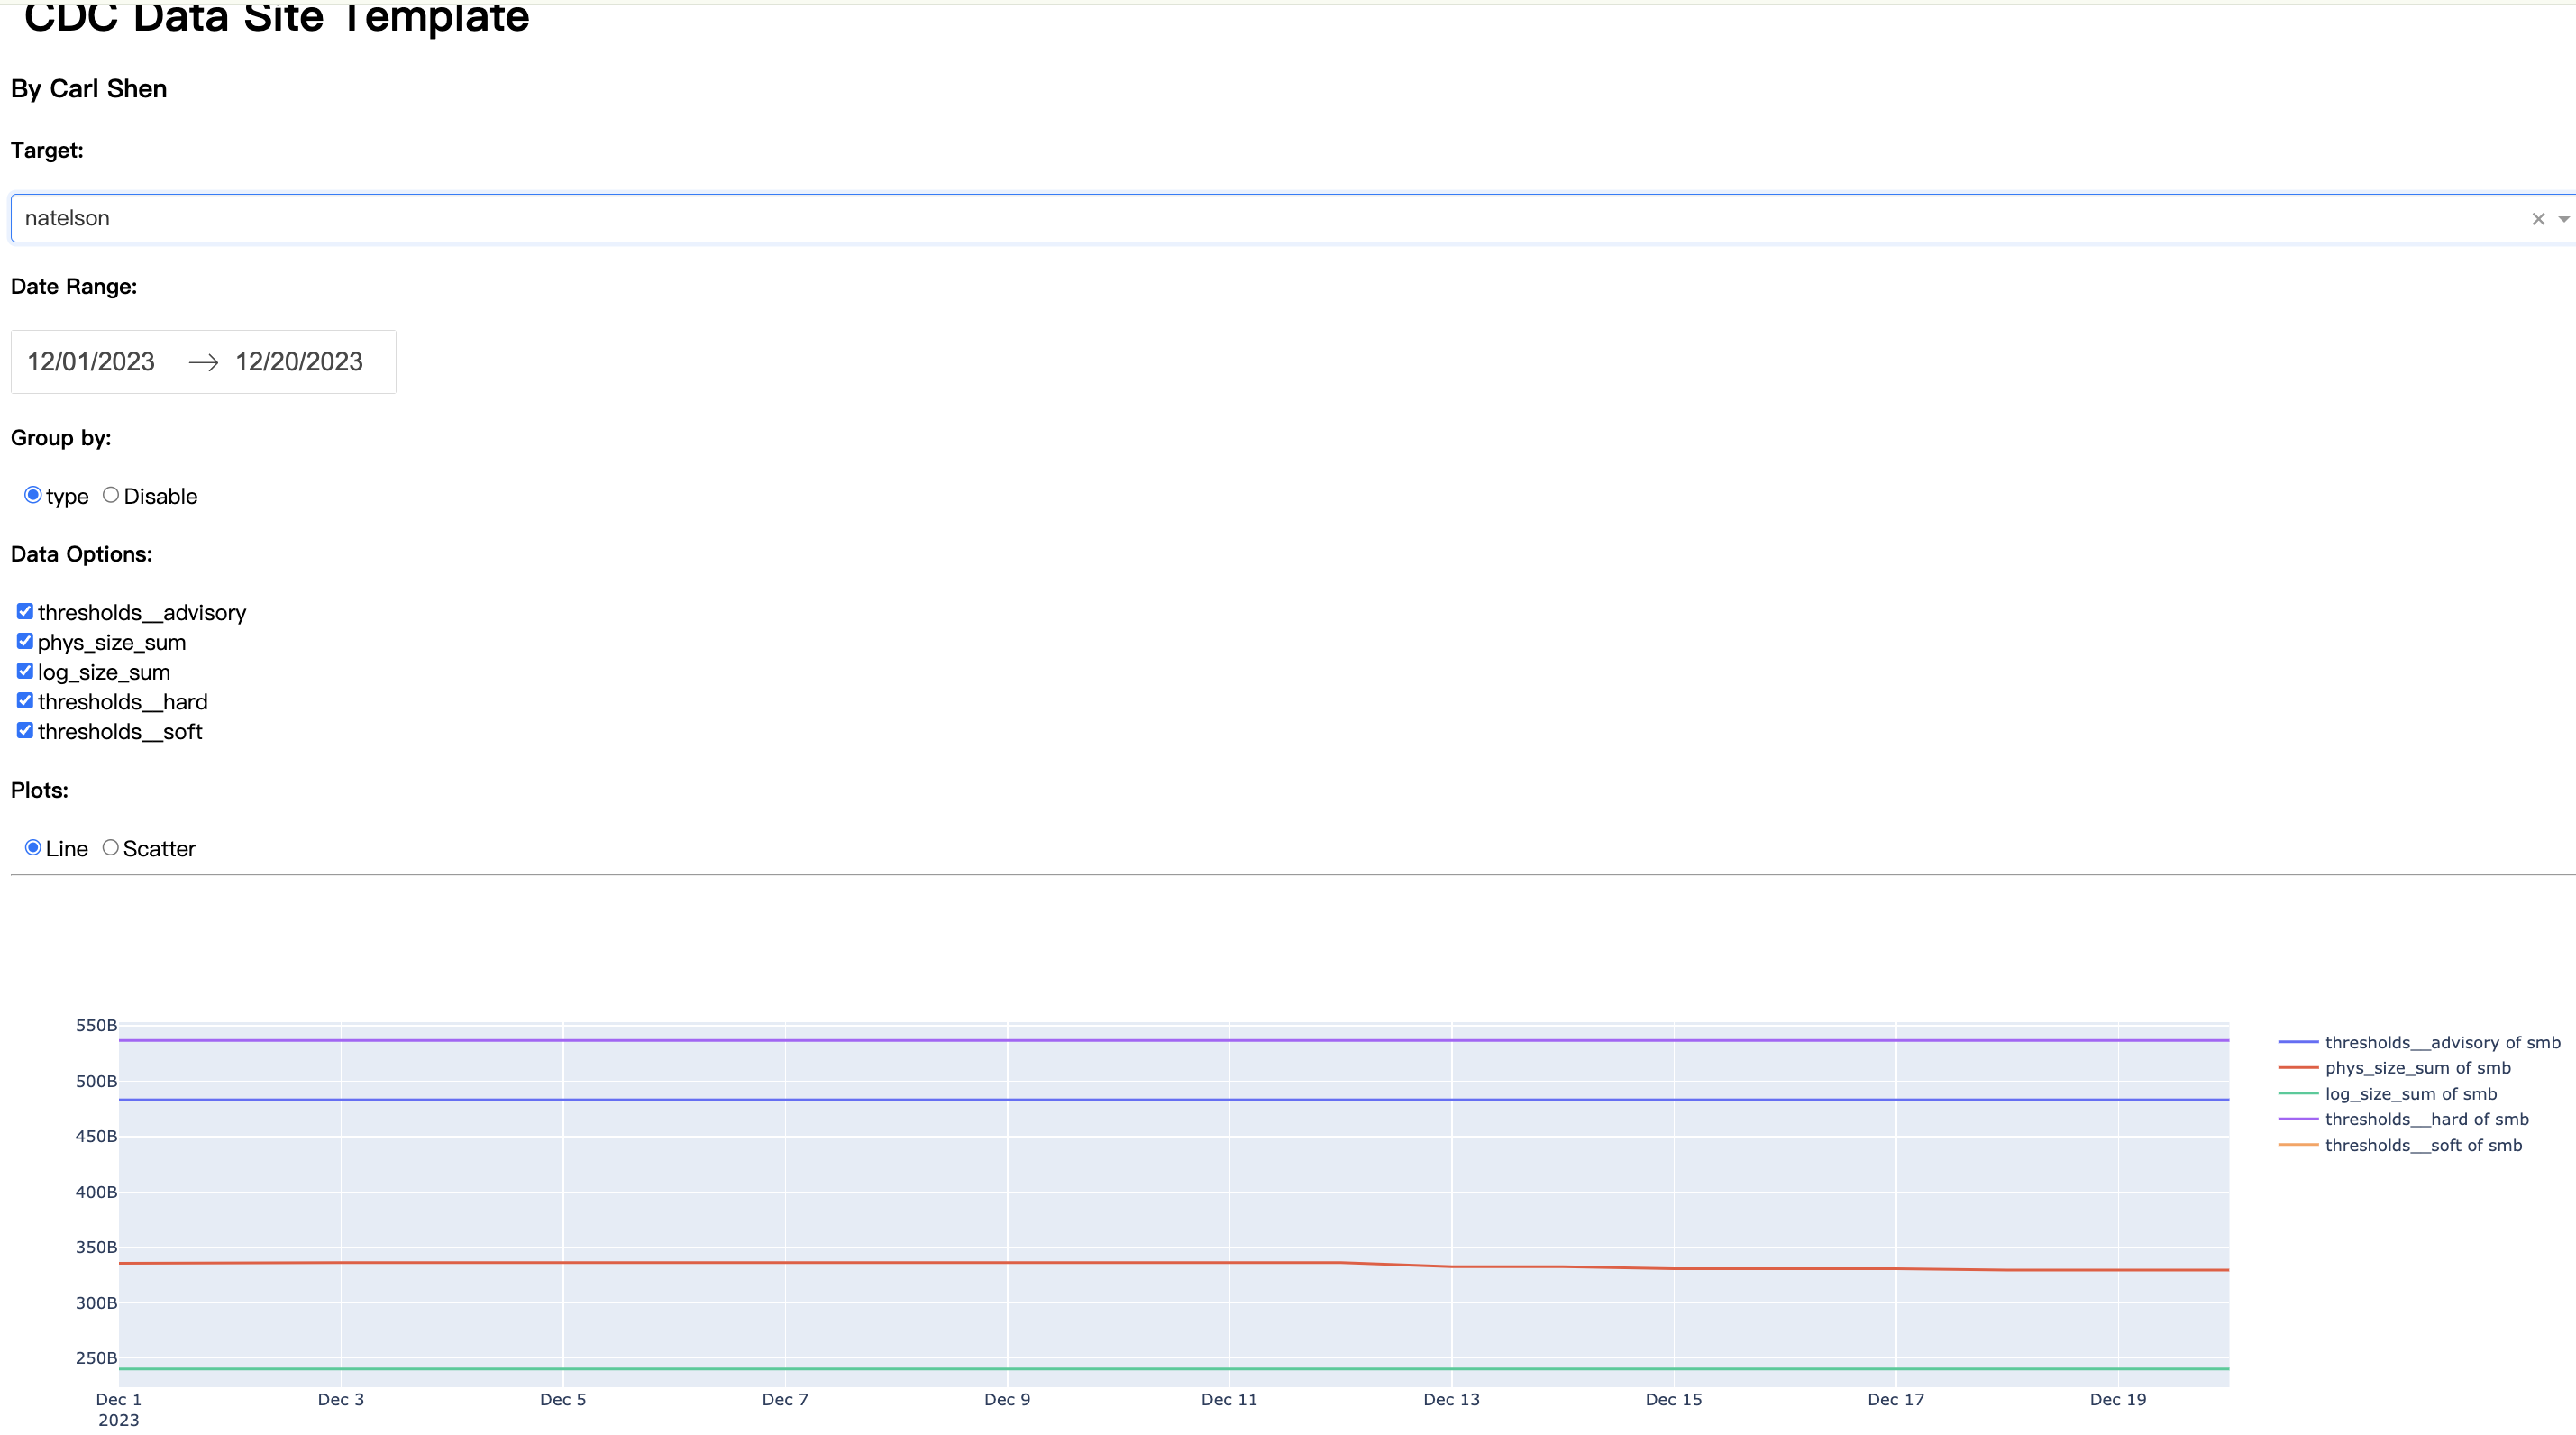 CDC Data Site Template
By Carl Shen
Target:
natelson
Date Range:
12/01/2023 → 12/20/2023
Group by:
type Disable
Data Options:
thresholds__advisory
phys_size_sum
log_size_sum
thresholds__hard
thresholds__soft
Plots:
Line Scatter
550B
500B
450B
400B
350B
300B
250B
Dec 1 Dec 3 Dec 5 Dec 7 Dec 9 Dec 11 Dec 13 Dec 15 Dec 17 Dec 19
2023
thresholds__advisory of smb
phys_size_sum of smb
log_size_sum of smb
thresholds__hard of smb
thresholds__soft of smb